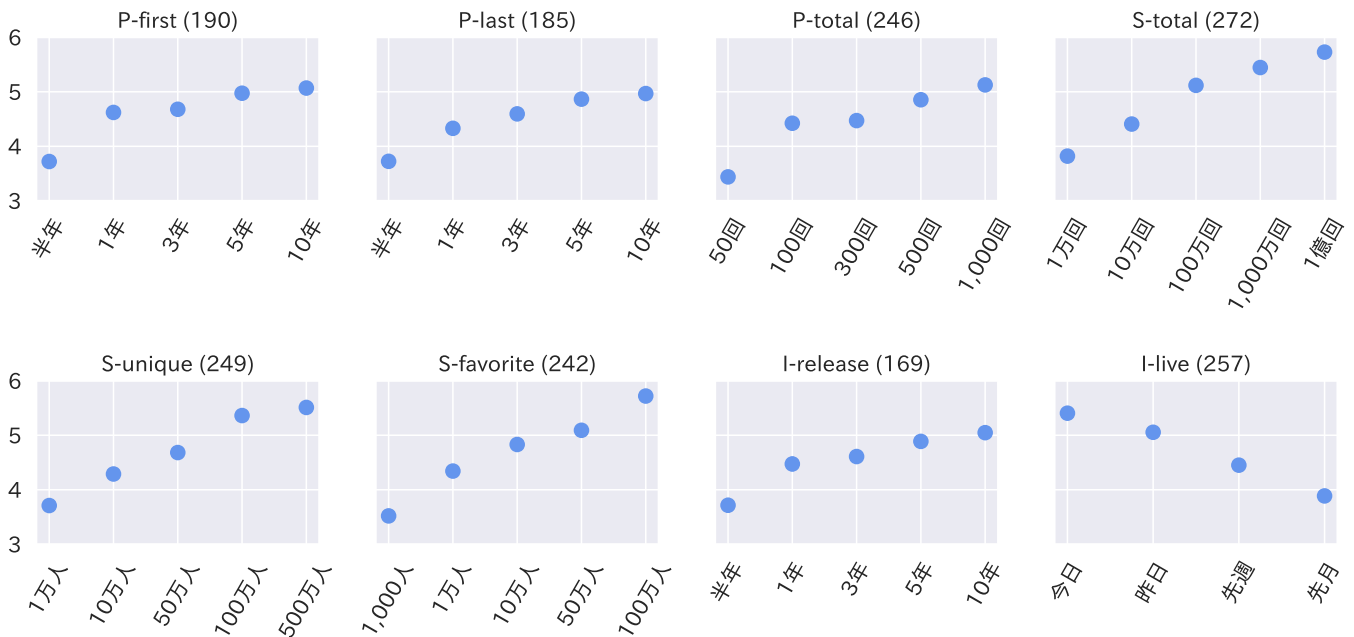 P-first (190)
P-last (185)
P-total (246)
S-total (272)
6
5
4
3
半年
1年
3年
5年
10年
半年
1年
3年
5年
10年
50回
100回
300回
500回
1,000回
1万回
10万回
100万回
1,000万回
1億回
S-unique (249)
S-favorite (242)
I-release (169)
I-live (257)
6
5
4
3
1万人
10万人
50万人
100万人
500万人
1,000人
1万人
10万人
50万人
100万人
半年
1年
3年
5年
10年
今日
昨日
先週
先月